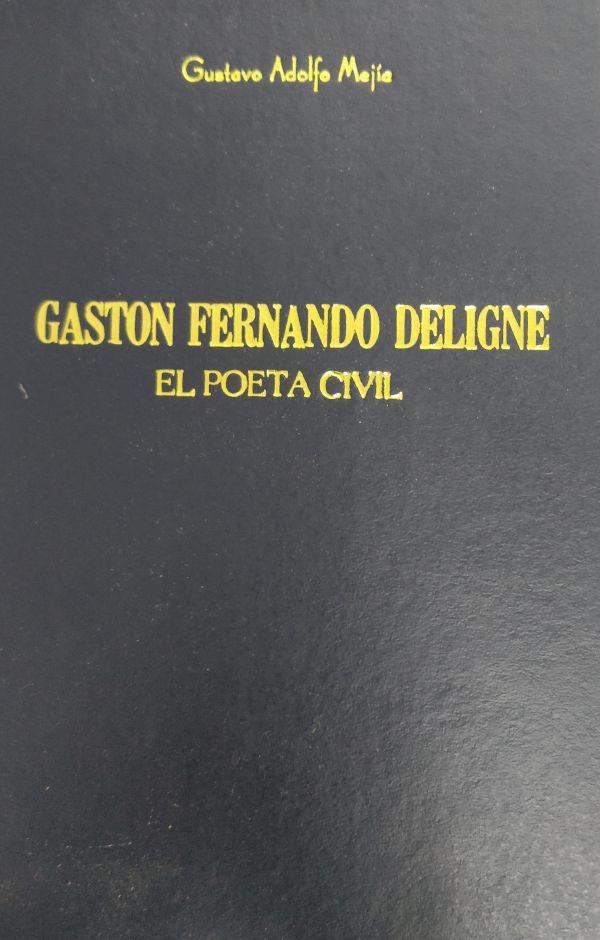 Gustavo Adolfo Mejía
GASTON FERNANDO DELIGNE
EL POETA CIVIL